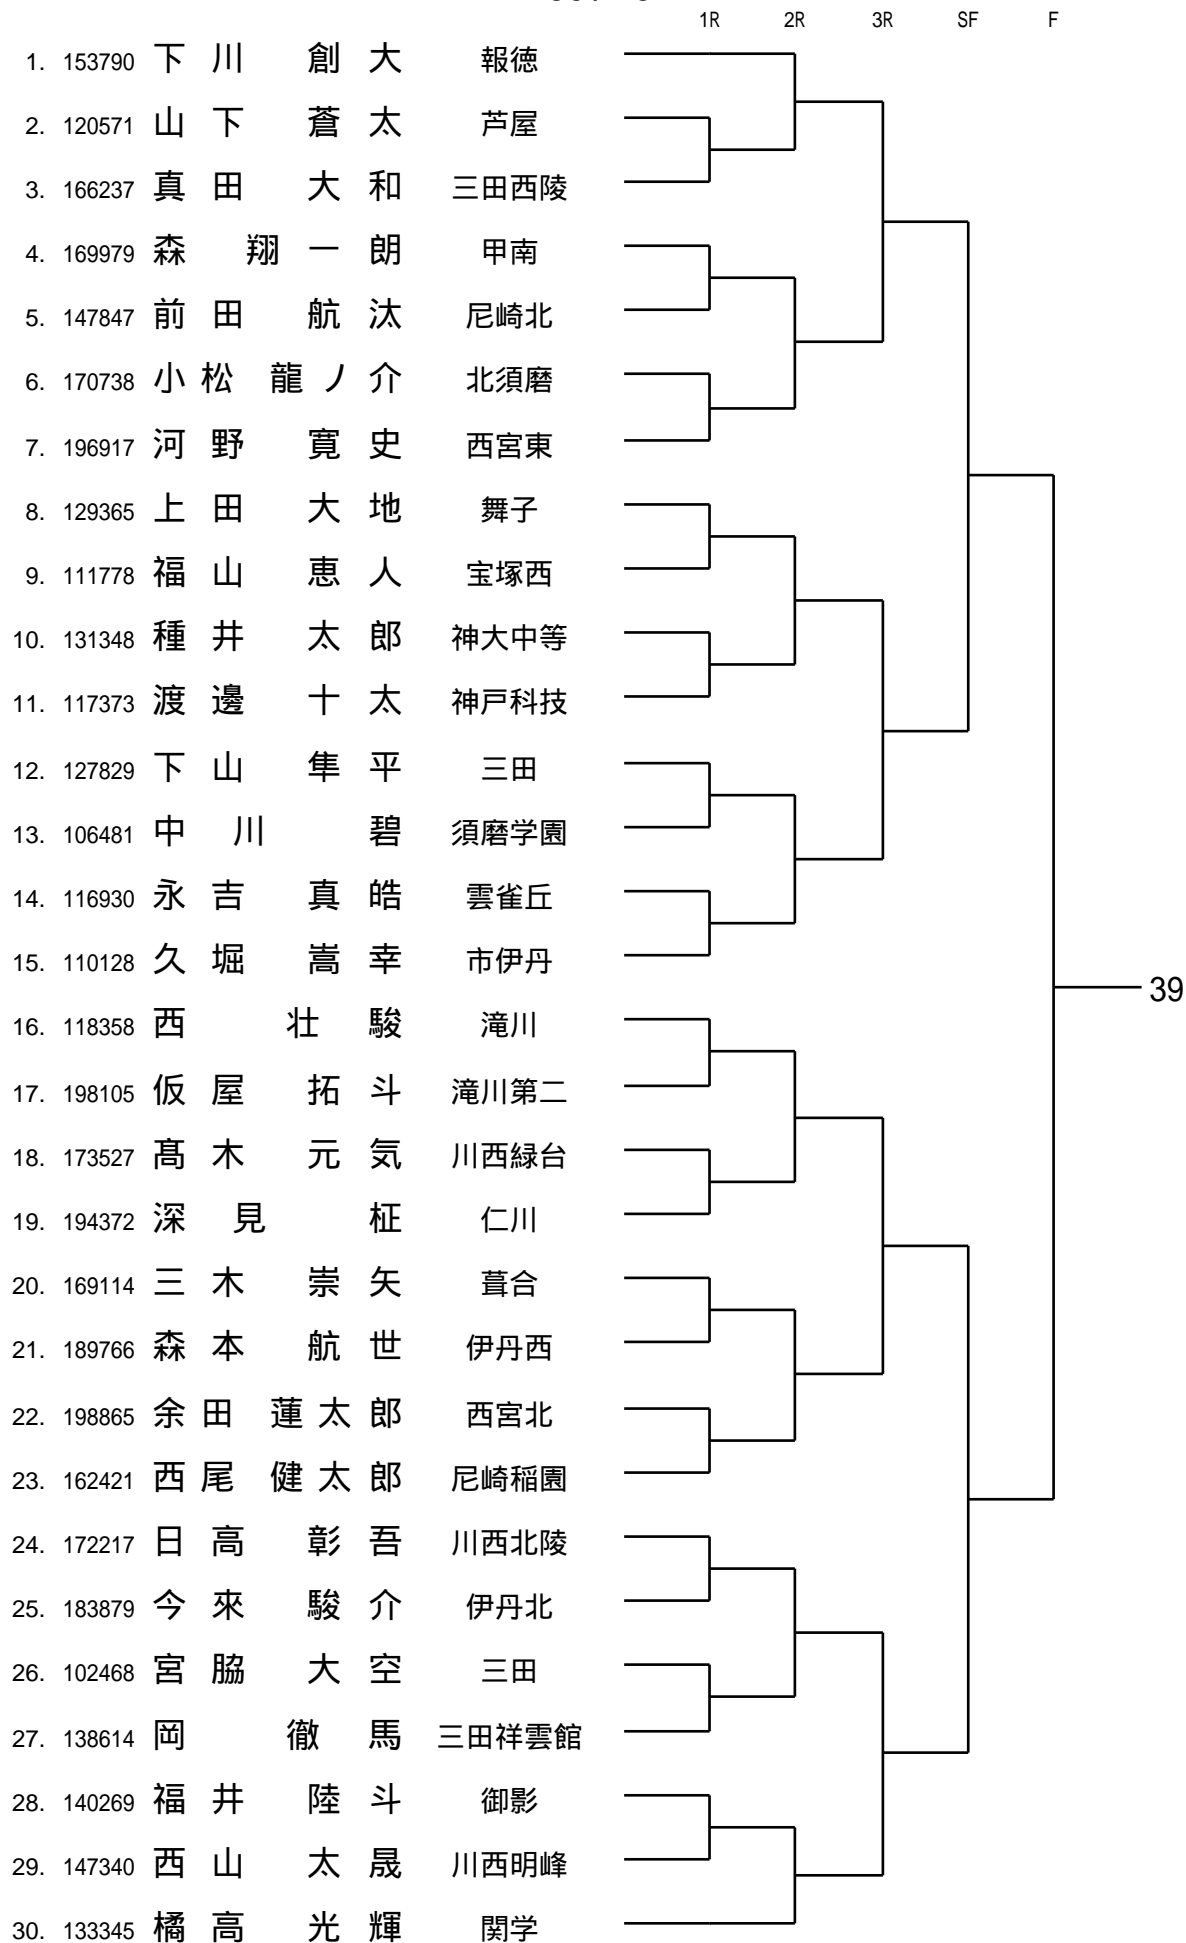 1R 2R 3R SF F
1. 153790 下川 創大 報徳
2. 120571 山下 蒼太 芦屋
3. 166237 真田 大和 三田西陵
4. 169979 森 翔一朗 甲南
5. 147847 前田 航汰 尼崎北
6. 170738 小松 龍ノ介 北須磨
7. 196917 河野 寛史 西宮東
8. 129365 上田 大地 舞子
9. 111778 福山 恵人 宝塚西
10. 131348 種井 太郎 神大中等
11. 117373 渡邊 十太 神戸科技
12. 127829 下山 隼平 三田
13. 106481 中川 碧 須磨学園
14. 116930 永吉 真皓 雲雀丘
15. 110128 久堀 嵩幸 市伊丹
39
16. 118358 西 壮駿 滝川
17. 198105 仮屋 拓斗 滝川第二
18. 173527 髙木 元気 川西緑台
19. 194372 深見 柾 仁川
20. 169114 三木 崇矢 葺合
21. 189766 森本 航世 伊丹西
22. 198865 余田 蓮太郎 西宮北
23. 162421 西尾 健太郎 尼崎稲園
24. 172217 日高 彰吾 川西北陵
25. 183879 今來 駿介 伊丹北
26. 102468 宮脇 大空 三田
27. 138614 岡 徹馬 三田祥雲館
28. 140269 福井 陸斗 御影
29. 147340 西山 太晟 川西明峰
30. 133345 橘高 光輝 関学